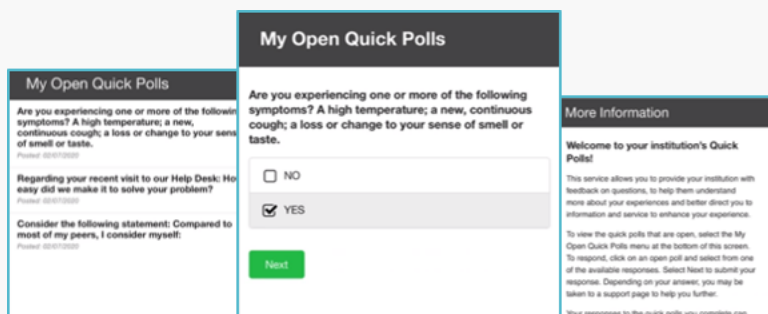 My Open Quick Polls
Are you experiencing one or more of the followin
symptoms? A high temperature; a new,
continuous cough; a loss or change to your sens
of smell or taste.
Posted: 02/07/2020
Regarding your recent visit to our Help Desk: Ho
easy did we make it to solve your problem?
Posted: 02/07/2020
Consider the following statement: Compared to
most of my peers, I consider myself:
Posted: 02/07/2020
My Open Quick Polls
Are you experiencing one or more of the following
symptoms? A high temperature; a new, continuous
cough; a loss or change to your sense of smell or
taste.
NO
YES
Next
More Information
Welcome to your institution's Quick
Polls!
This service allows you to provide your institution with
feedback on questions, to help them understand
more about your experiences and better direct you to
information and service to enhance your experience.
To view the quick polls that are open, select the My
Open Quick Polls menu at the bottom of this screen.
To respond, click on an open poll and select from one
of the available responses. Select Next to submit your
response. Depending on your answer, you may be
taken to a support page to help you further.
Your responses to the quick polls you complete can